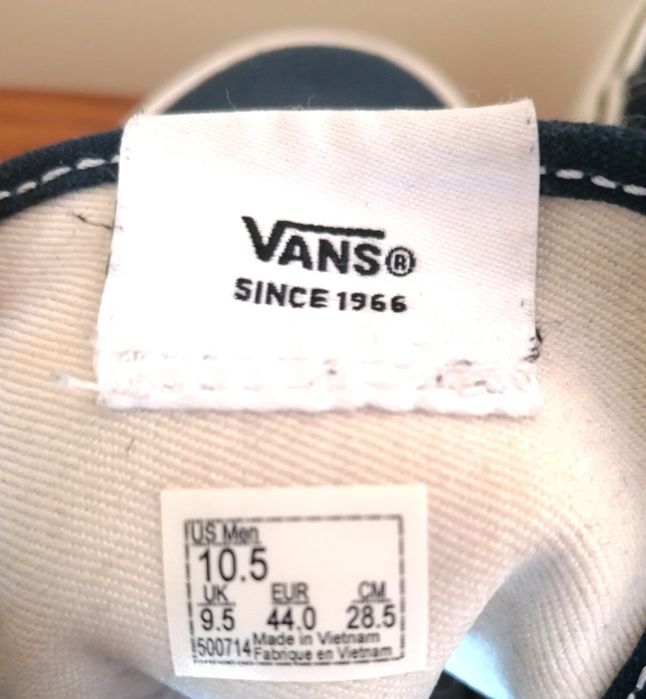 VANS®
SINCE 1966
US Men
10.5
UK EUR CM
9.5 44.0 28.5
500714 Made in Vietnam
Fabrique en Vietnam